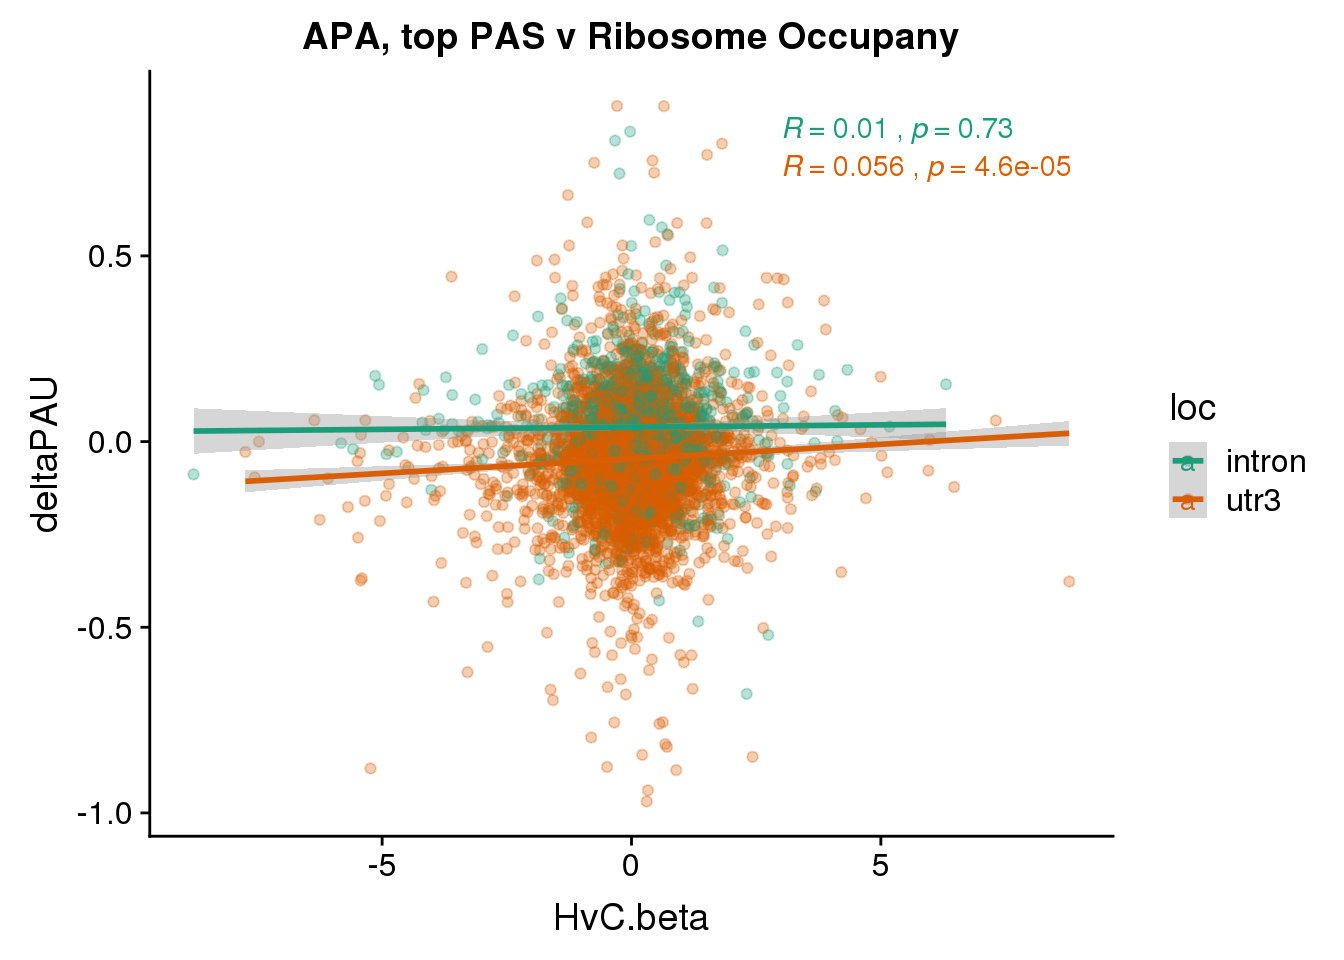 APA, top PAS v Ribosome Occupany
R = 0.01 , p = 0.73
R = 0.056 , p = 4.6e-05
0.5
0.0
-0.5
-1.0
deltaPAU
-5 0 5
HvC.beta
loc
a intron
a utr3